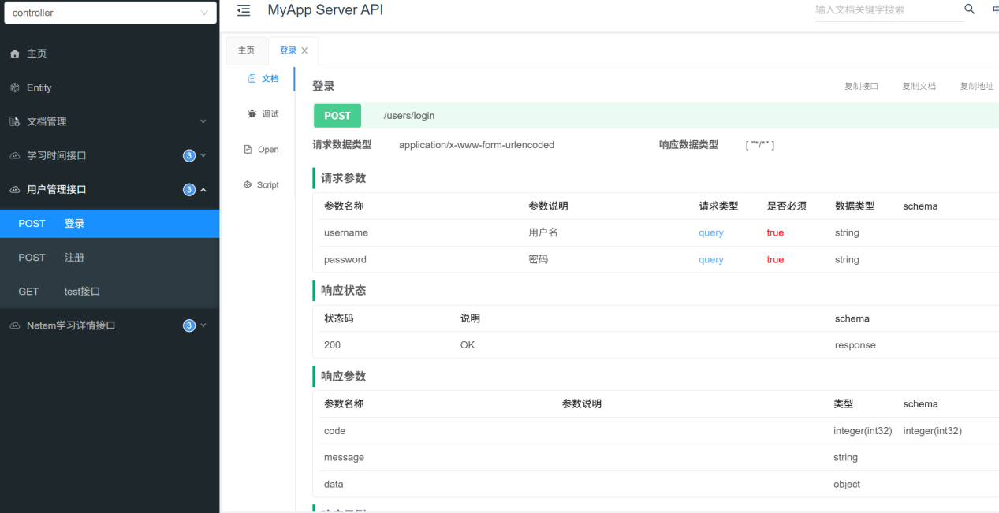 controller
MyApp Server API
输入文档关键字搜索
中
主页
Entity
文档管理
学习时间接口 3
用户管理接口 3
POST 登录
POST 注册
GET test接口
Netem学习详情接口 3
主页 登录
文档
调试
Open
Script
登录 复制接口 复制文档 复制地址
POST /users/login
请求数据类型 application/x-www-form-urlencoded 响应数据类型 [ "*/*" ]
请求参数
参数名称 参数说明 请求类型 是否必须 数据类型 schema
username 用户名 query true string
password 密码 query true string
响应状态
状态码 说明 schema
200 OK response
响应参数
参数名称 参数说明 类型 schema
code integer(int32) integer(int32)
message string
data object